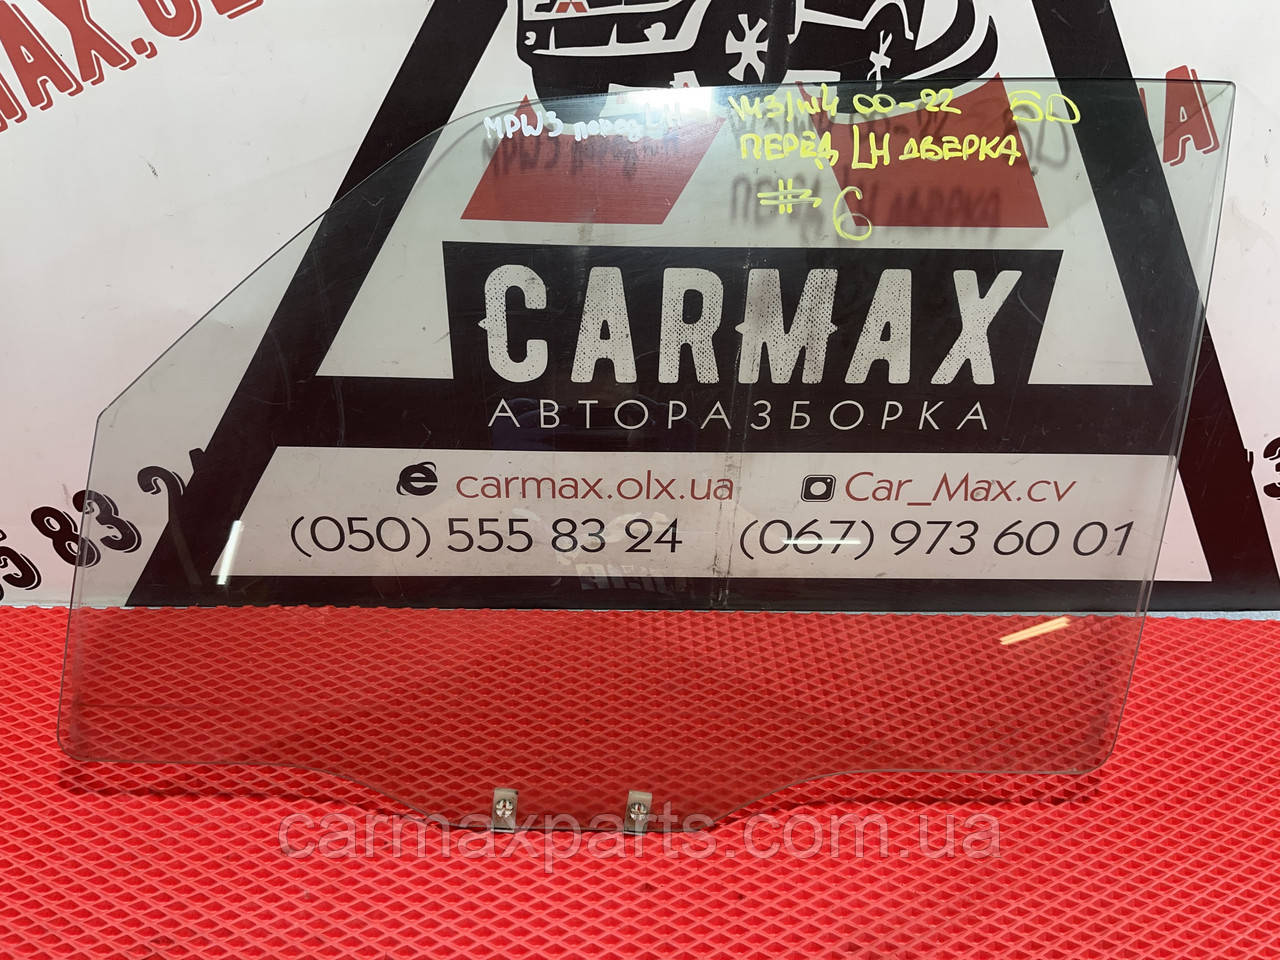 MPW3 перед LH
W3/W4 00-22 5D
ПЕРЕД LH ДВЕРКА
#6
CARMAX
АВТОРАЗБОРКА
carmax.olx.ua Car_Max.cv
(050) 555 83 24 (067) 973 60 01
carmaxparts.com.ua